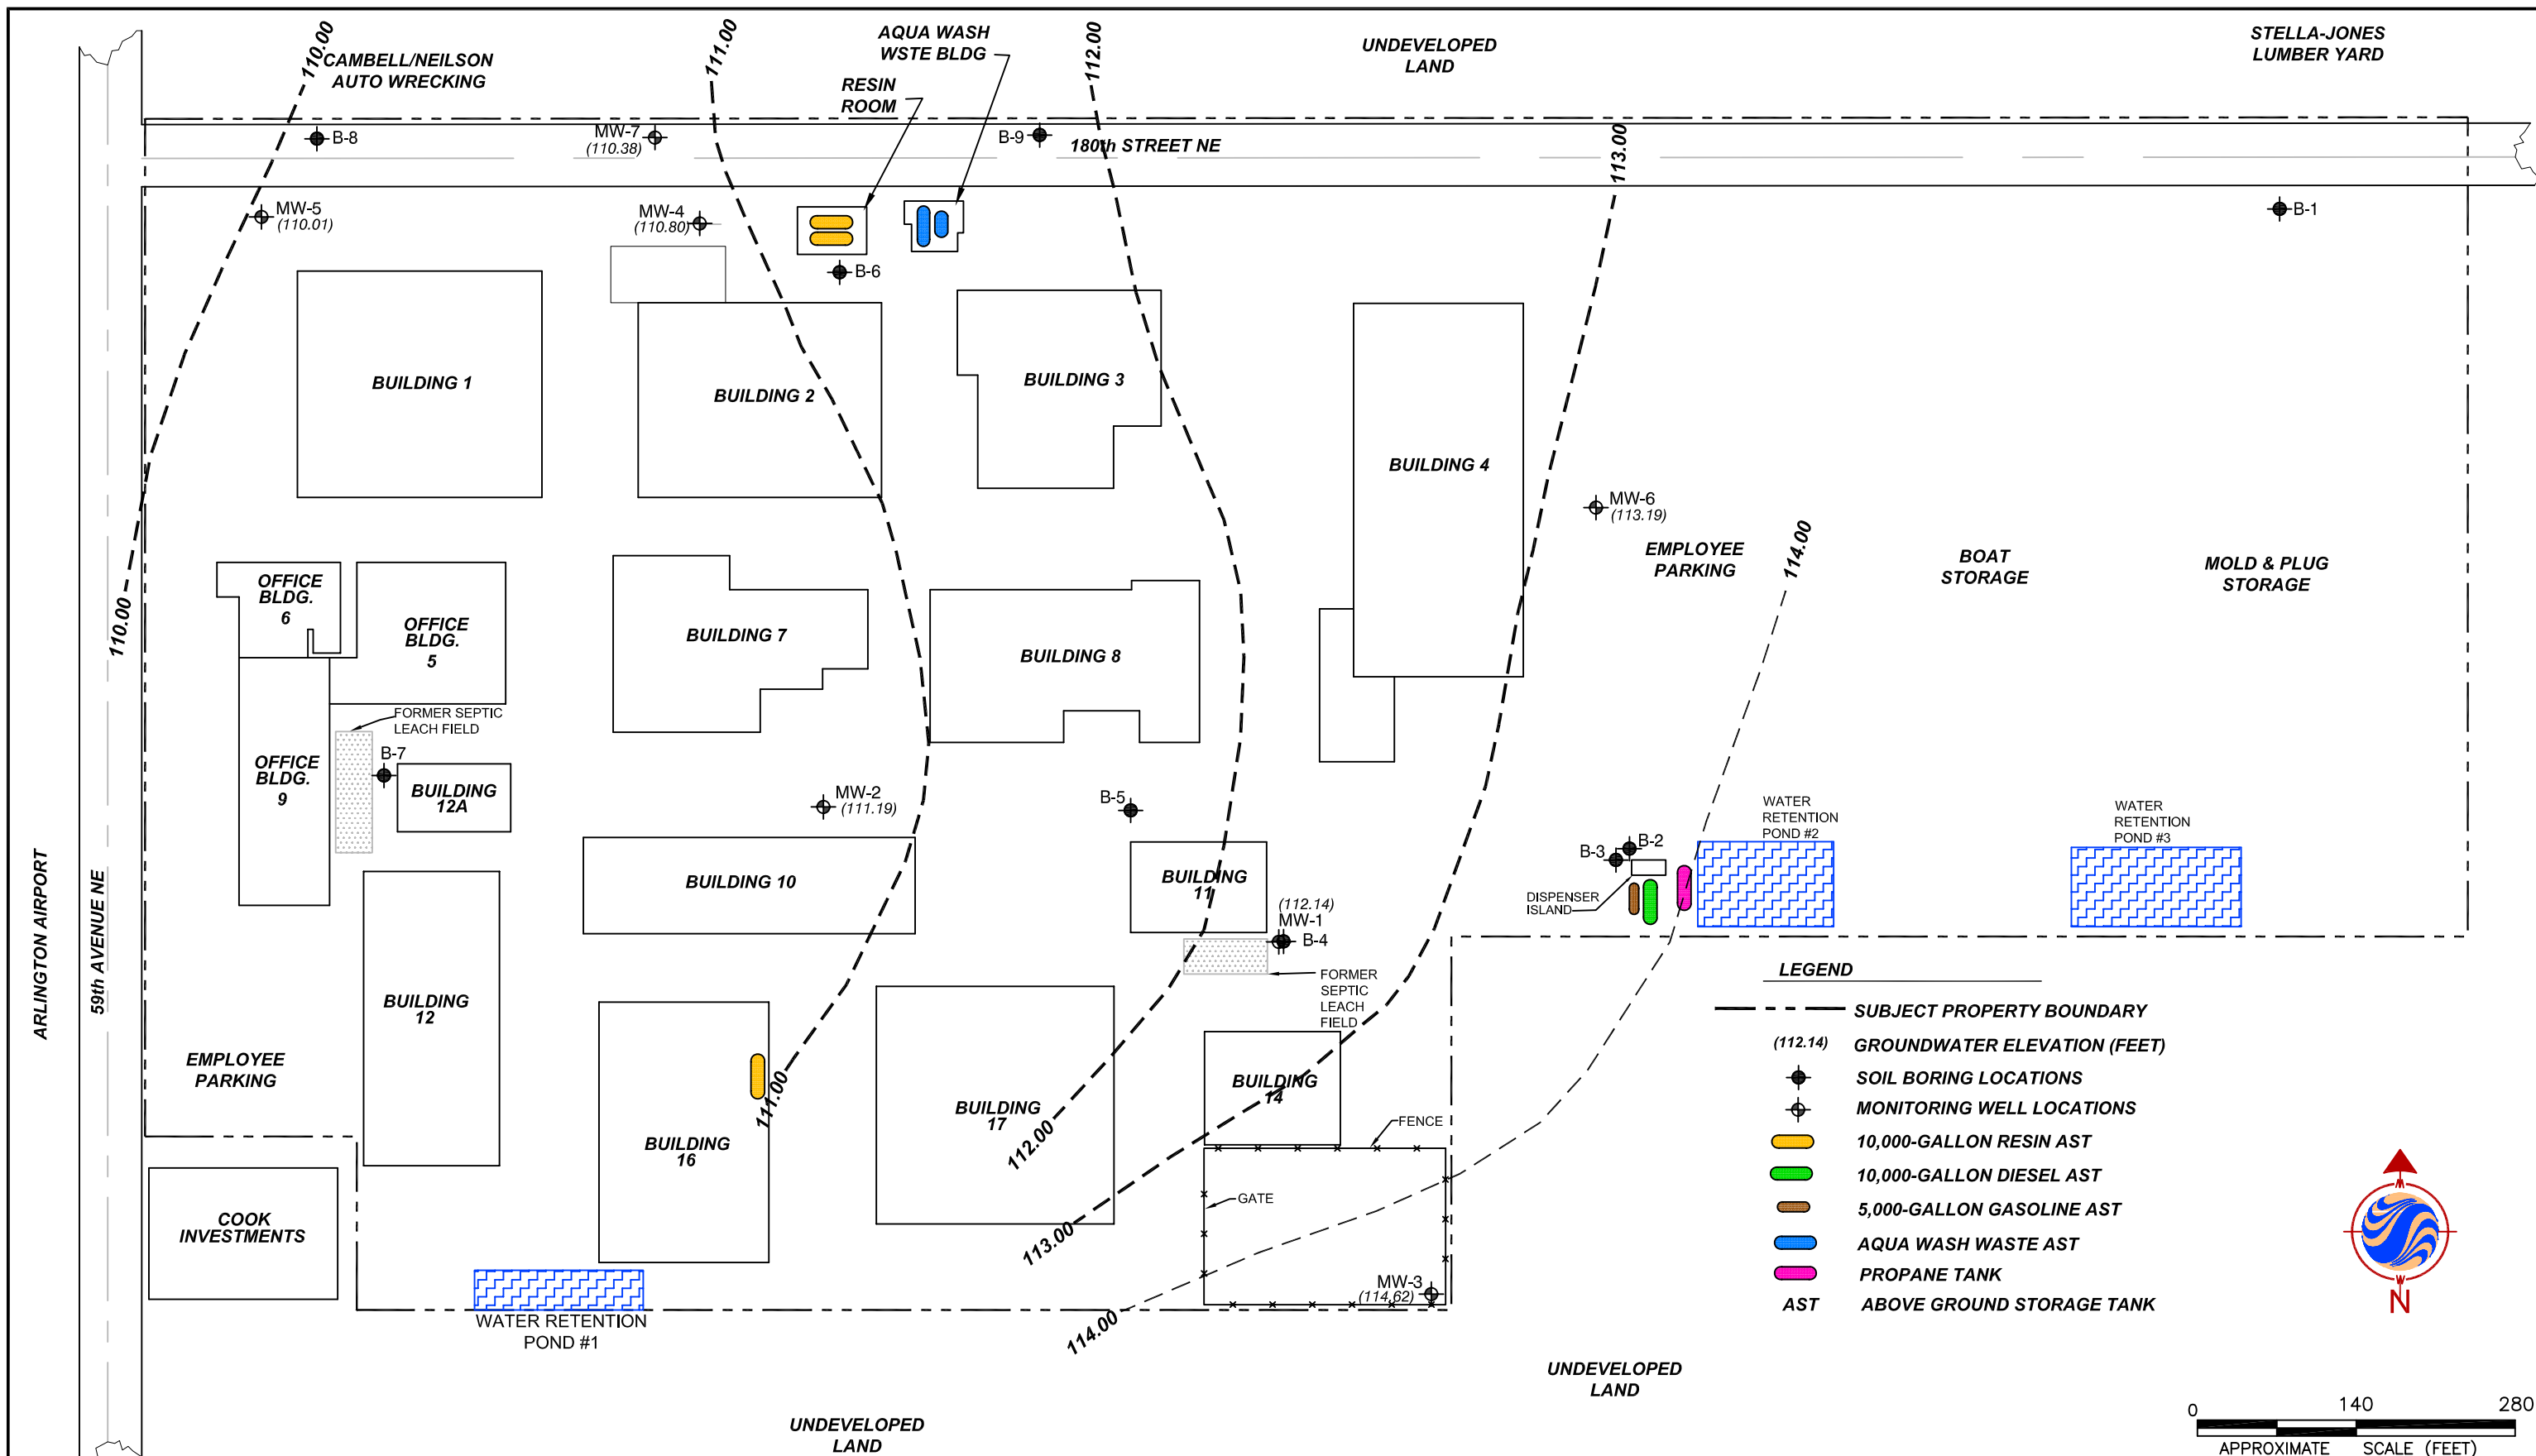 110.00
111.00
112.00
CAMBELL/NEILSON
AUTO WRECKING
AQUA WASH
WSTE BLDG
RESIN
ROOM
UNDEVELOPED
LAND
STELLA-JONES
LUMBER YARD
B-8
MW-7
(110.38)
B-9
180th STREET NE
113.00
MW-5
(110.01)
MW-4
(110.80)
B-6
B-1
BUILDING 1
BUILDING 2
BUILDING 3
BUILDING 4
MW-6
(113.19)
EMPLOYEE
PARKING
114.00
BOAT
STORAGE
MOLD & PLUG
STORAGE
110.00
OFFICE
BLDG.
6
OFFICE
BLDG.
5
BUILDING 7
BUILDING 8
FORMER SEPTIC
LEACH FIELD
B-7
OFFICE
BLDG.
9
BUILDING
12A
MW-2
(111.19)
B-5
WATER
RETENTION
POND #2
WATER
RETENTION
POND #3
B-2
B-3
DISPENSER
ISLAND
ARLINGTON AIRPORT
59th AVENUE NE
BUILDING 10
BUILDING
11
(112.14)
MW-1
B-4
FORMER
SEPTIC
LEACH
FIELD
BUILDING
12
EMPLOYEE
PARKING
111.00
BUILDING
16
BUILDING
17
112.00
BUILDING
14
FENCE
GATE
113.00
MW-3
(114.62)
114.00
COOK
INVESTMENTS
WATER RETENTION
POND #1
LEGEND
SUBJECT PROPERTY BOUNDARY
(112.14) GROUNDWATER ELEVATION (FEET)
SOIL BORING LOCATIONS
MONITORING WELL LOCATIONS
10,000-GALLON RESIN AST
10,000-GALLON DIESEL AST
5,000-GALLON GASOLINE AST
AQUA WASH WASTE AST
PROPANE TANK
AST ABOVE GROUND STORAGE TANK
N
UNDEVELOPED
LAND
UNDEVELOPED
LAND
0 140 280
APPROXIMATE SCALE (FEET)